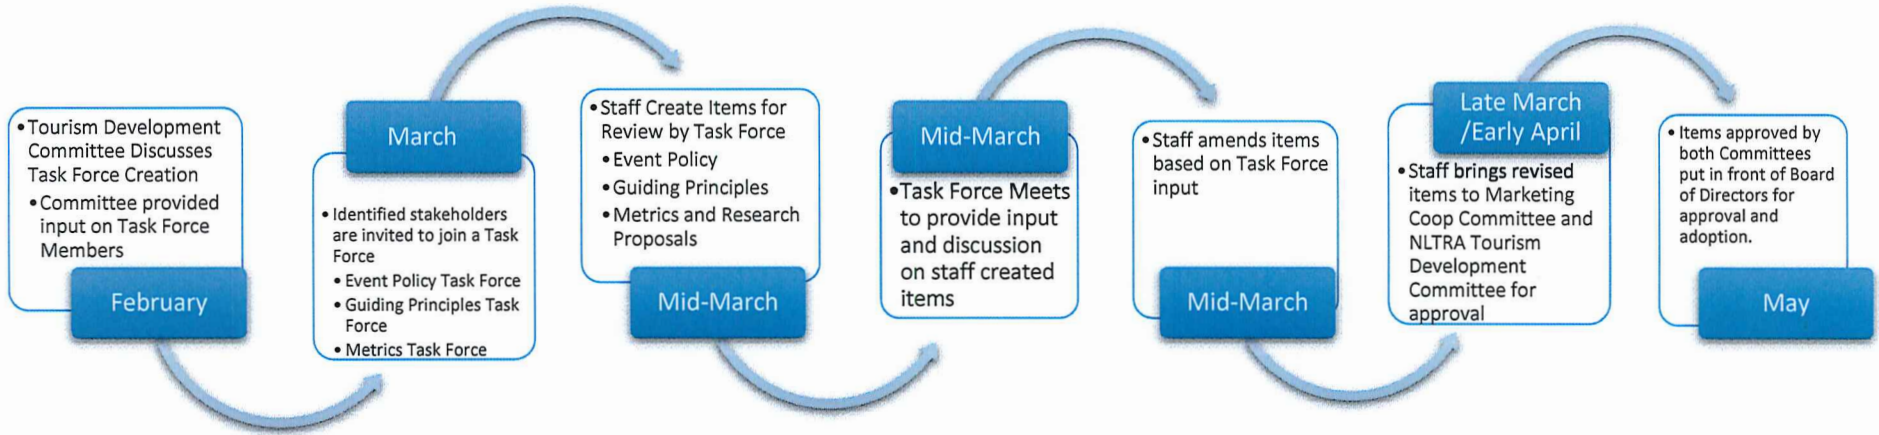 • Tourism Development
Committee Discusses
Task Force Creation
• Committee provided
input on Task Force
Members
February
March
• Identified stakeholders
are invited to join a Task
Force
• Event Policy Task Force
• Guiding Principles Task
Force
• Metrics Task Force
• Staff Create Items for
Review by Task Force
• Event Policy
• Guiding Principles
• Metrics and Research
Proposals
Mid-March
Mid-March
• Task Force Meets
to provide input
and discussion
on staff created
items
• Staff amends items
based on Task Force
input
Mid-March
Late March
/Early April
• Staff brings revised
items to Marketing
Coop Committee and
NLTRA Tourism
Development
Committee for
approval
• Items approved by
both Committees
put in front of Board
of Directors for
approval and
adoption.
May